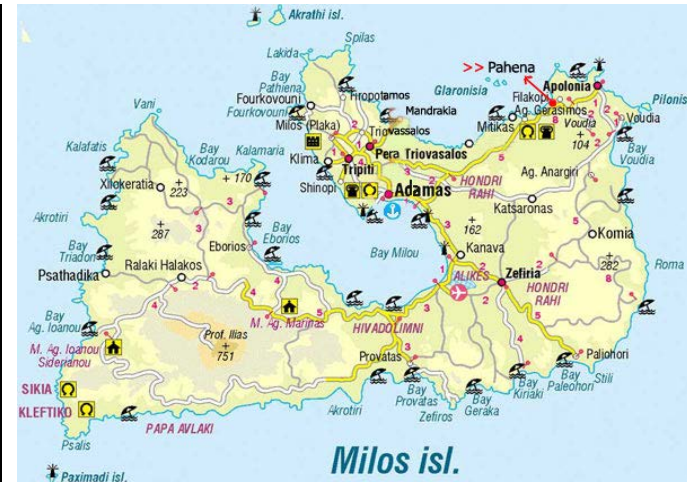 Akrathi isl.
Spilas
Lakida
>> Pahena
Bay
Pathiena
Firopotamos
Glaronisia
Apolonia
Fourkovouni
Fourkovouni
Mandrakia
Filakopi
Ag. Gerasimos
Pilonis
Vani
Milos (Plaka)
Triovassalos
Mitikas
8
Voudia
Voudia
+
104
Bay
Kodarou
Kalamaria
Klima
Pera Triovasalos
Tripiti
Bay
Voudia
Kalafatis
+ 170
Shinopi
Adamas
HONDRI
RAHI
Ag. Anargiri
Xilokeratia
+
223
Katsaronas
Akrotiri
+
287
Eborios
Bay
Eborios
+
162
Komia
Bay
Triadon
Bay Milou
Kanava
+
282
Roma
Psathadika
Ralaki Halakos
ALIKES
Zefiria
HONDRI
RAHI
Bay
Ag. Ioanou
M. Ag. Marinas
HIVADOLIMNI
Prof. Ilias
+
751
M. Ag. Ioanou
Siderianou
Provatas
Paljohori
SIKIA
Bay
Provatas
Bay
Geraka
Bay
Kiriaki
Bay
Paleohori
Stili
KLEFTIKO
Akrotiri
Zefiros
PAPA AVLAKI
Psalis
Milos isl.
Paximadi isl.